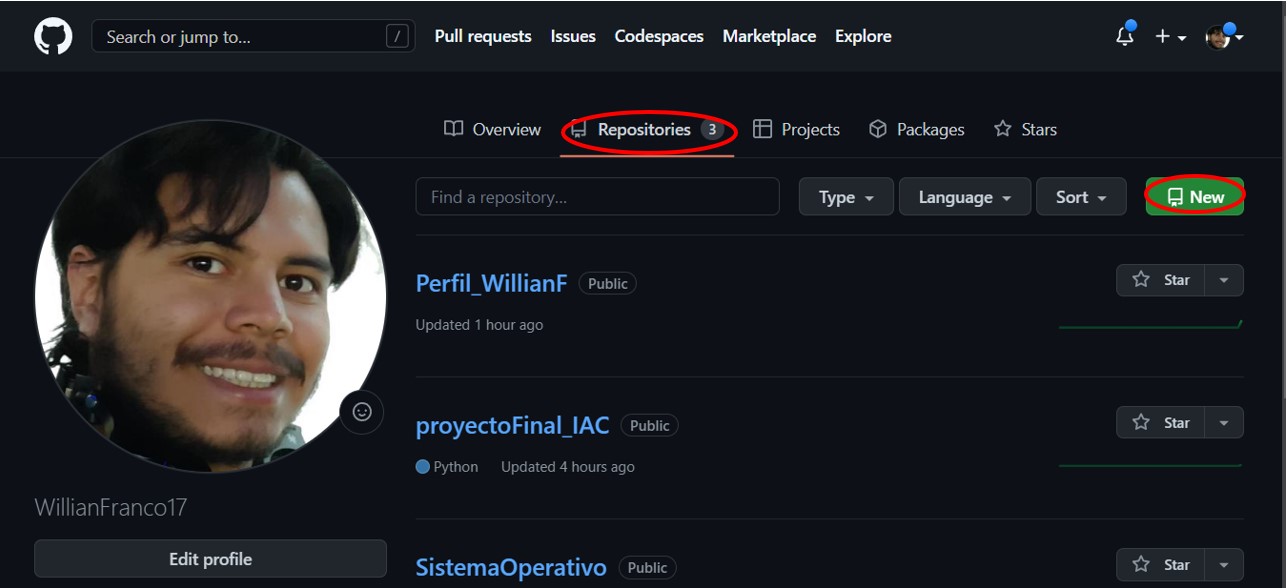 Search or jump to... / Pull requests Issues Codespaces Marketplace Explore
Overview Repositories 3 Projects Packages Stars
Find a repository... Type Language Sort New
Perfil_WillianF Public Star
Updated 1 hour ago
proyectoFinal_IAC Public Star
Python Updated 4 hours ago
WillianFranco17
Edit profile
SistemaOperativo Public Star